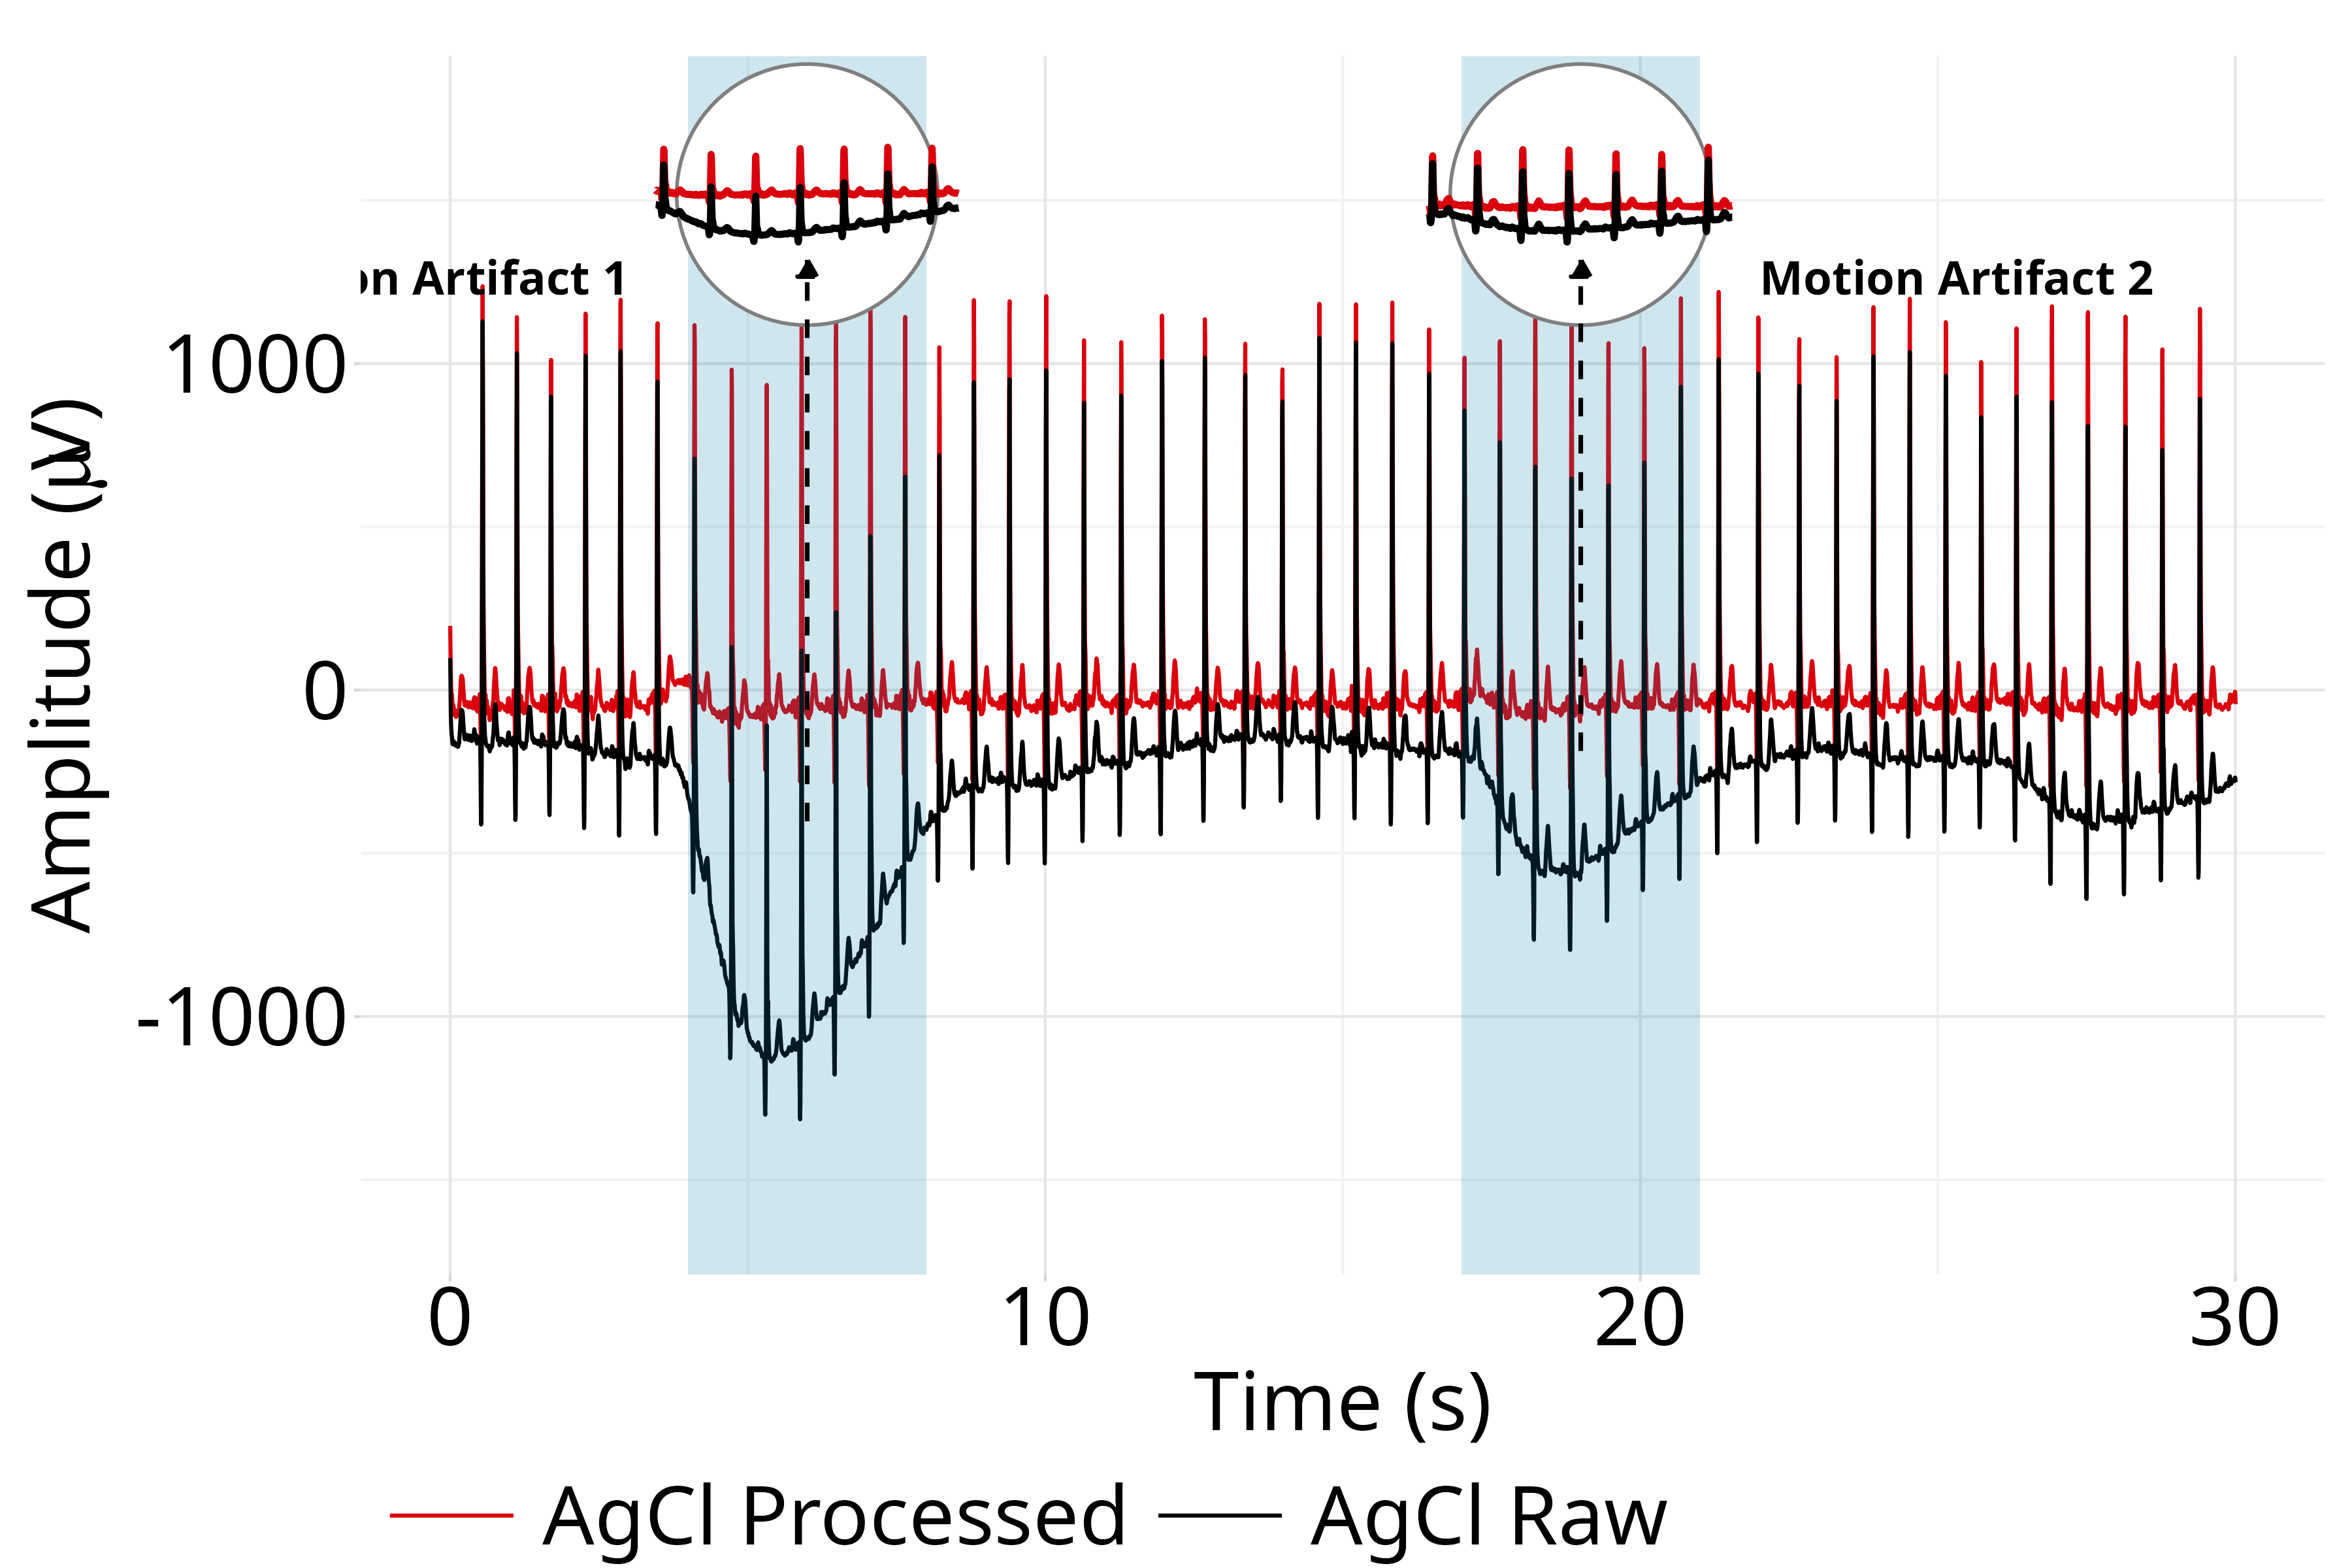 on Artifact 1
Motion Artifact 2
1000
0
-1000
Amplitude (µW)
0 10 20 30
Time (s)
AgCl Processed AgCl Raw